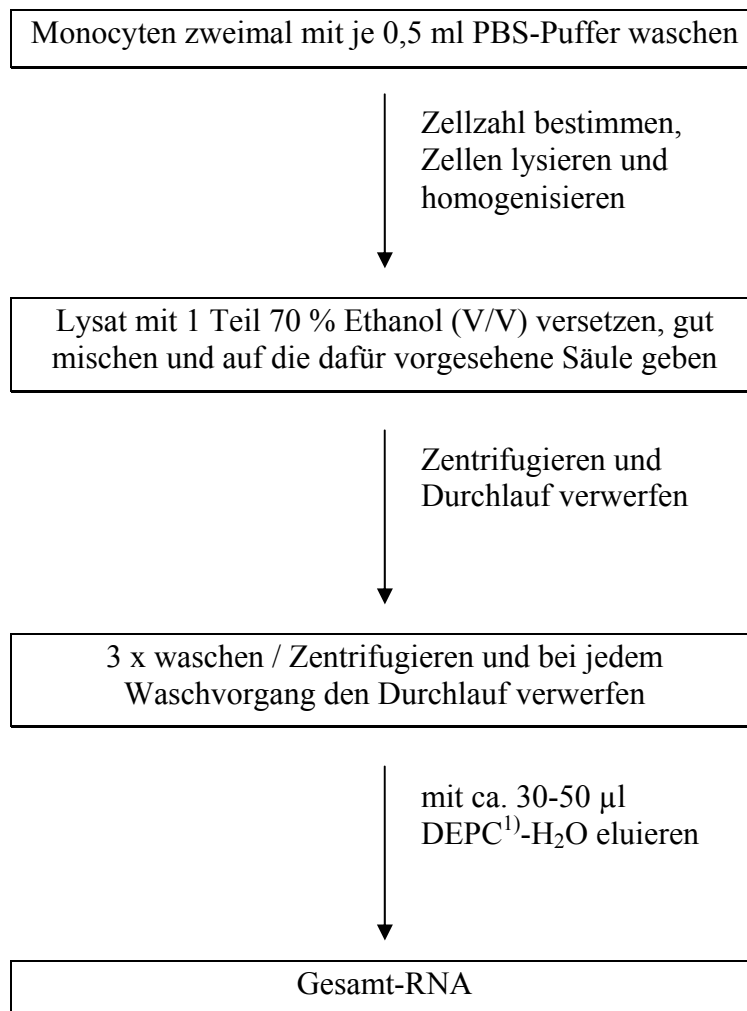 Monocyten zweimal mit je 0,5 ml PBS-Puffer waschen
Zellzahl bestimmen,
Zellen lysieren und
homogenisieren
Lysat mit 1 Teil 70 % Ethanol (V/V) versetzen, gut
mischen und auf die dafür vorgesehene Säule geben
Zentrifugieren und
Durchlauf verwerfen
3 x waschen / Zentrifugieren und bei jedem
Waschvorgang den Durchlauf verwerfen
mit ca. 30-50 µl
DEPC¹⁾-H₂O eluieren
Gesamt-RNA